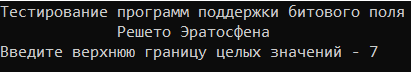 Тестирование программ поддержки битового поля
Решето Эратосфена
Введите верхнюю границу целых значений - 7